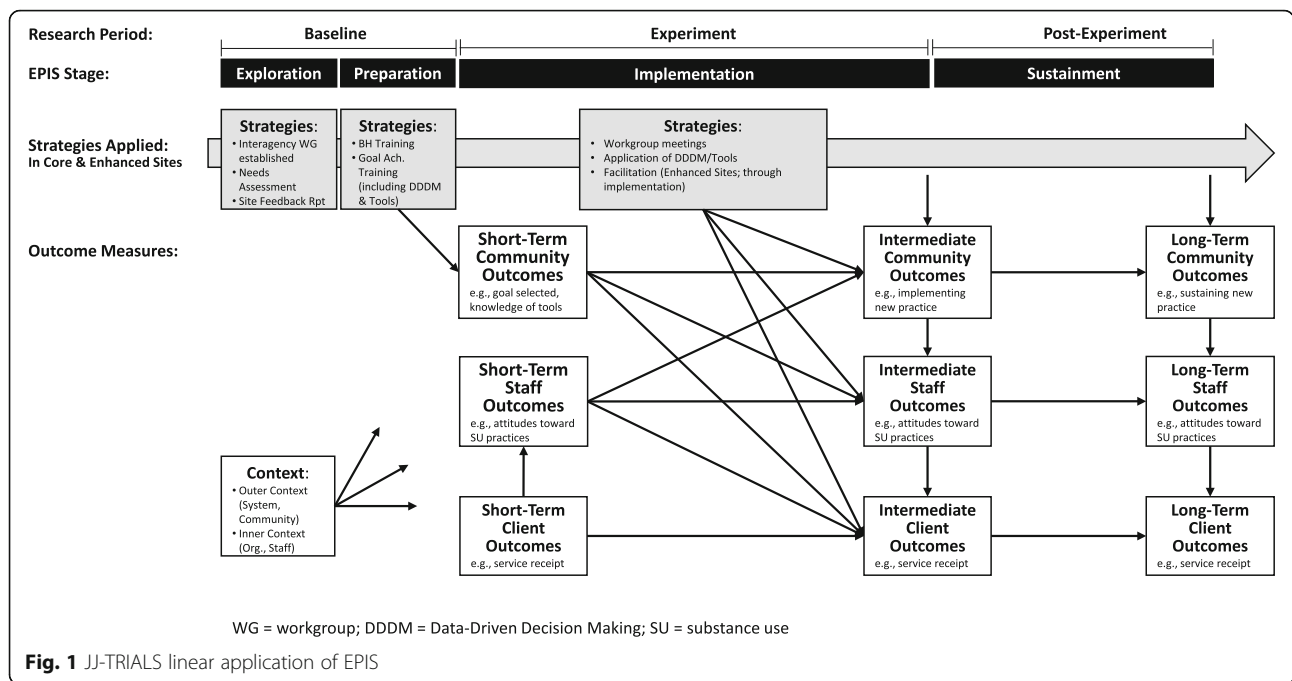 Research Period:
Baseline
Experiment
Post-Experiment
EPIS Stage:
Exploration
Preparation
Implementation
Sustainment
Strategies Applied:
In Core & Enhanced Sites
Strategies:
• Interagency WG
established
• Needs
Assessment
• Site Feedback Rpt
Strategies:
• BH Training
• Goal Ach.
Training
(including DDDM
& Tools)
Strategies:
• Workgroup meetings
• Application of DDDM/Tools
• Facilitation (Enhanced Sites; through
implementation)
Outcome Measures:
Short-Term
Community
Outcomes
e.g., goal selected,
knowledge of tools
Intermediate
Community
Outcomes
e.g., implementing
new practice
Long-Term
Community
Outcomes
e.g., sustaining new
practice
Short-Term
Staff
Outcomes
e.g., attitudes toward
SU practices
Intermediate
Staff
Outcomes
e.g., attitudes toward
SU practices
Long-Term
Staff
Outcomes
e.g., attitudes toward
SU practices
Context:
• Outer Context
(System,
Community)
• Inner Context
(Org., Staff)
Short-Term
Client
Outcomes
e.g., service receipt
Intermediate
Client
Outcomes
e.g., service receipt
Long-Term
Client
Outcomes
e.g., service receipt
WG = workgroup; DDDM = Data-Driven Decision Making; SU = substance use
Fig. 1 JJ-TRIALS linear application of EPIS